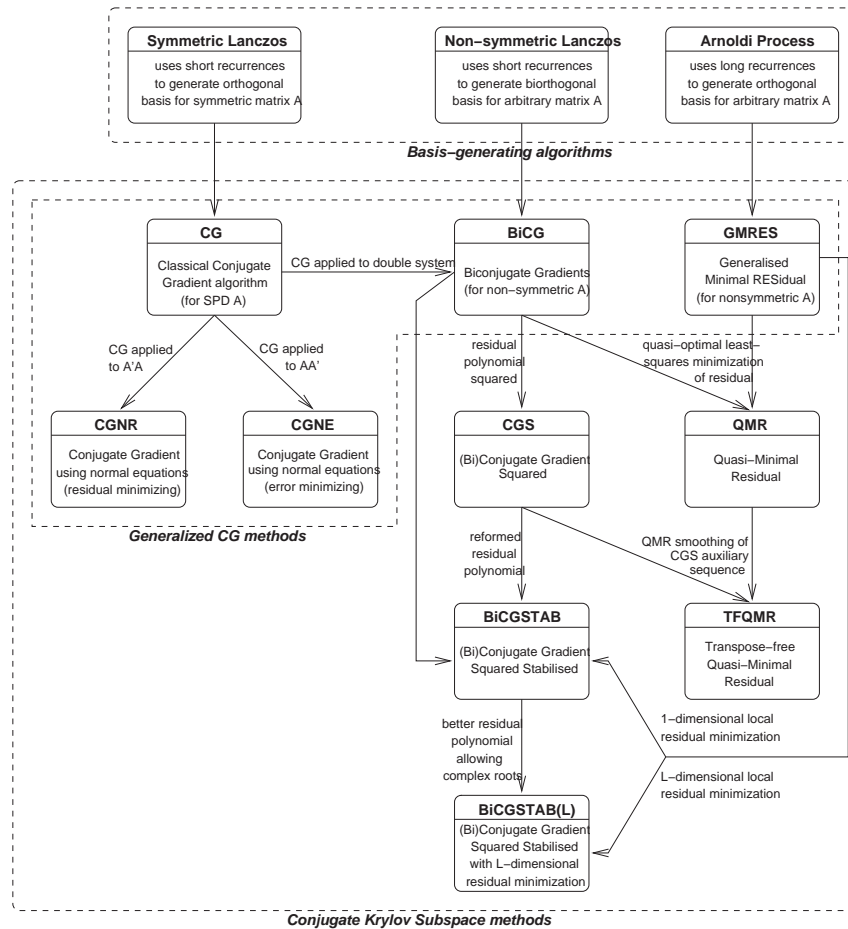 Symmetric Lanczos
uses short recurrences
to generate orthogonal
basis for symmetric matrix A
Non−symmetric Lanczos
uses short recurrences
to generate biorthogonal
basis for arbitrary matrix A
Arnoldi Process
uses long recurrences
to generate orthogonal
basis for arbitrary matrix A
Basis−generating algorithms
CG
Classical Conjugate
Gradient algorithm
(for SPD A)
CG applied to double system
BiCG
Biconjugate Gradients
(for non−symmetric A)
GMRES
Generalised
Minimal RESidual
(for nonsymmetric A)
CG applied
to A'A
CG applied
to AA'
residual
polynomial
squared
quasi−optimal least−
squares minimization
of residual
CGNR
Conjugate Gradient
using normal equations
(residual minimizing)
CGNE
Conjugate Gradient
using normal equations
(error minimizing)
CGS
(Bi)Conjugate Gradient
Squared
QMR
Quasi−Minimal
Residual
Generalized CG methods
reformed
residual
polynomial
QMR smoothing of
CGS auxiliary
sequence
BiCGSTAB
(Bi)Conjugate Gradient
Squared Stabilised
TFQMR
Transpose−free
Quasi−Minimal
Residual
better residual
polynomial
allowing
complex roots
1−dimensional local
residual minimization
L−dimensional local
residual minimization
BiCGSTAB(L)
(Bi)Conjugate Gradient
Squared Stabilised
with L−dimensional
residual minimization
Conjugate Krylov Subspace methods